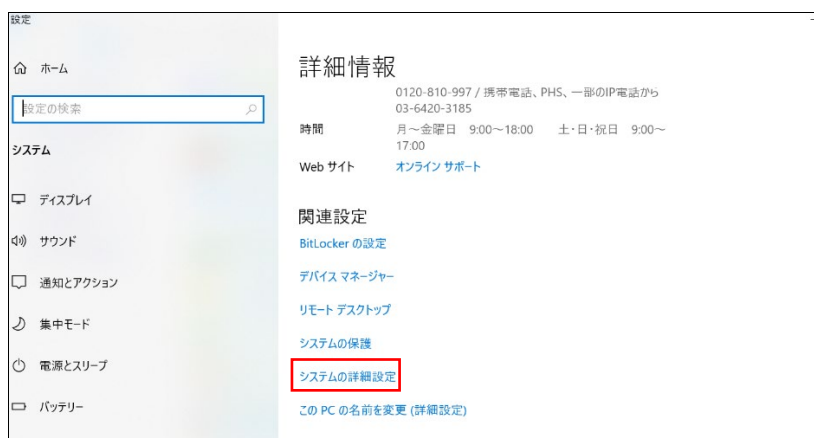 設定
ホーム
設定の検索
システム
ディスプレイ
サウンド
通知とアクション
集中モード
電源とスリープ
バッテリー
詳細情報
0120-810-997 / 携帯電話、PHS、一部のIP電話から
03-6420-3185
時間 月～金曜日 9:00～18:00 土・日・祝日 9:00～
17:00
Web サイト オンライン サポート
関連設定
BitLocker の設定
デバイス マネージャー
リモート デスクトップ
システムの保護
システムの詳細設定
この PC の名前を変更 (詳細設定)